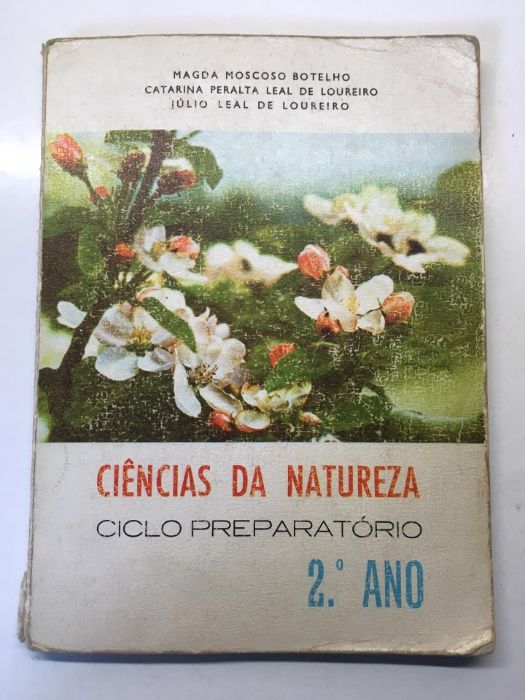 MAGDA MOSCOSO BOTELHO
CATARINA PERALTA LEAL DE LOUREIRO
JÚLIO LEAL DE LOUREIRO
CIÊNCIAS DA NATUREZA
CICLO PREPARATÓRIO
2.º ANO